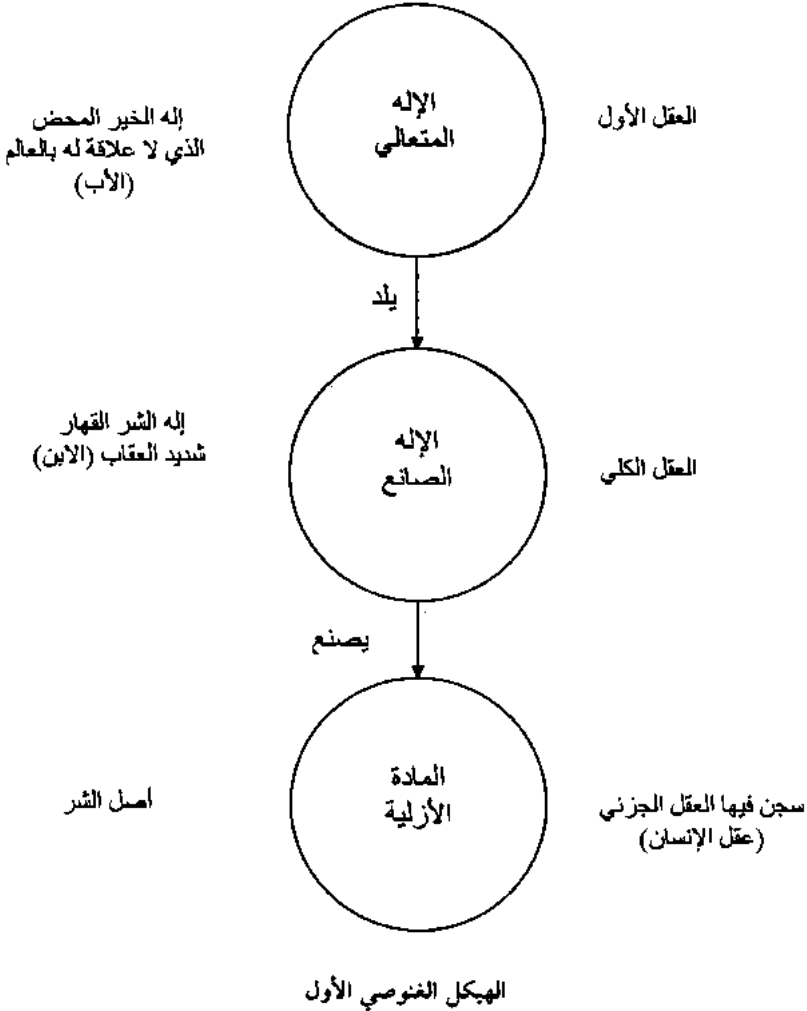 الإله
المتعالي
العقل الأول
إله الخير المحض
الذي لا علاقة له بالعالم
(الأب)
يلد
الإله
الصانع
العقل الكلي
إله الشر القهار
شديد العقاب (الابن)
يصنع
المادة
الأزلية
سجن فيها العقل الجزئي
(عقل الإنسان)
أصل الشر
الهيكل الغنوصي الأول